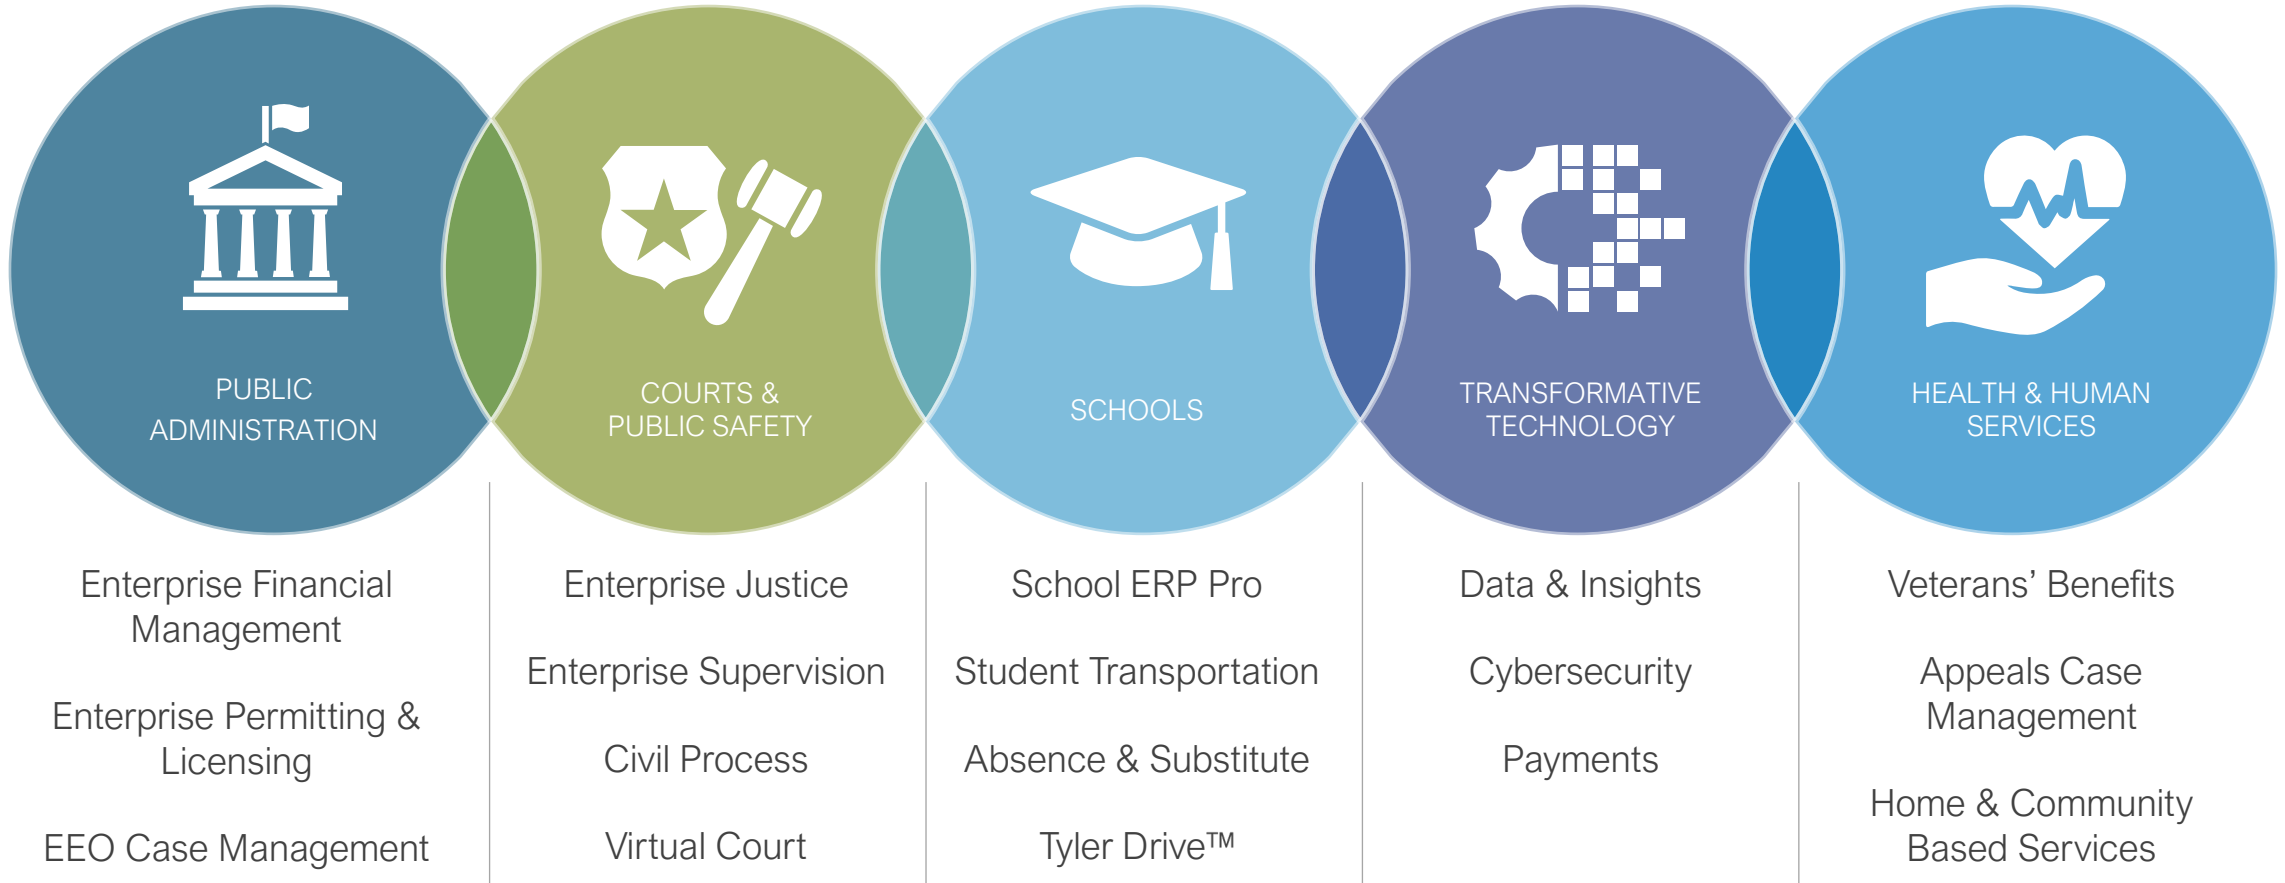 PUBLIC
ADMINISTRATION
COURTS &
PUBLIC SAFETY
SCHOOLS
TRANSFORMATIVE
TECHNOLOGY
HEALTH & HUMAN
SERVICES
Enterprise Financial
Management
Enterprise Permitting &
Licensing
EEO Case Management
Enterprise Justice
Enterprise Supervision
Civil Process
Virtual Court
School ERP Pro
Student Transportation
Absence & Substitute
Tyler Drive™
Data & Insights
Cybersecurity
Payments
Veterans’ Benefits
Appeals Case
Management
Home & Community
Based Services